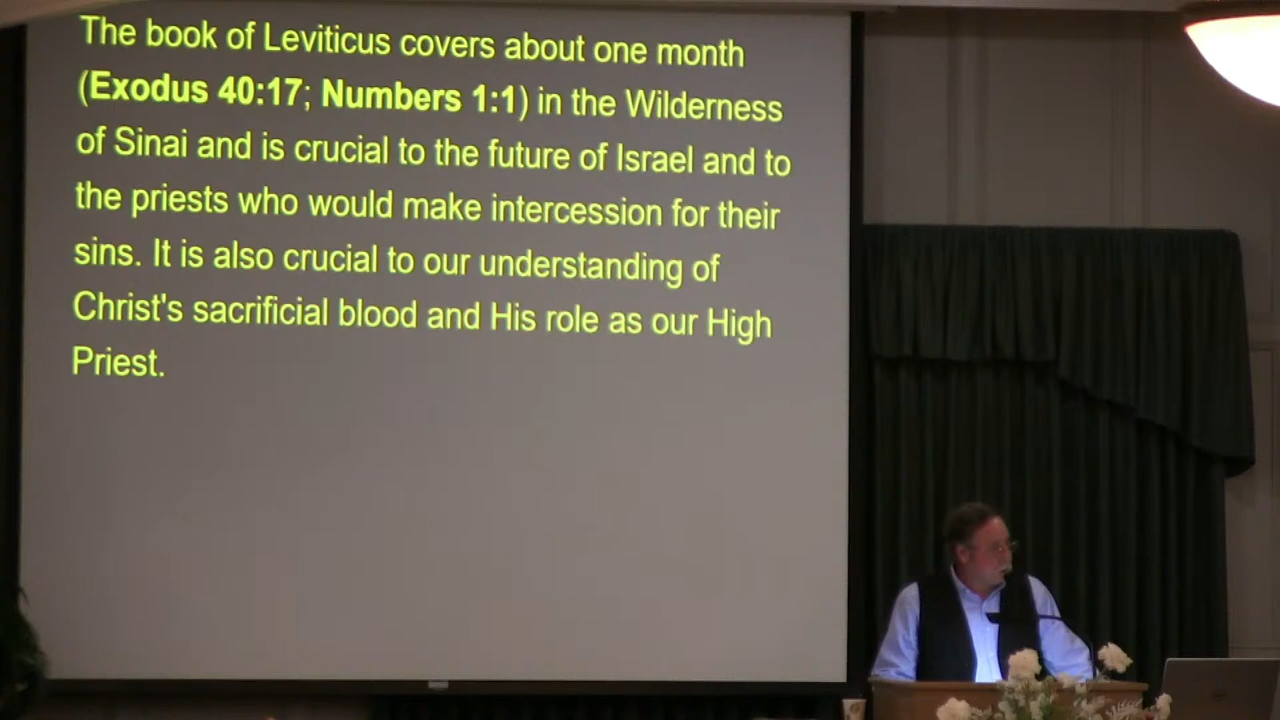 The book of Leviticus covers about one month
(Exodus 40:17; Numbers 1:1) in the Wilderness
of Sinai and is crucial to the future of Israel and to
the priests who would make intercession for their
sins. It is also crucial to our understanding of
Christ's sacrificial blood and His role as our High
Priest.